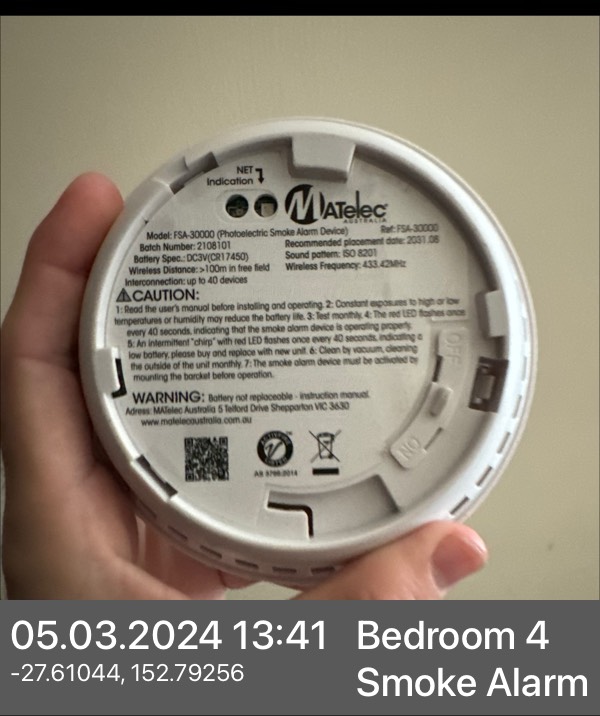 NET
Indication
MATelec
AUSTRALIA
Model: FSA-30000 (Photoelectric Smoke Alarm Device)
Ref: FSA-30000
Batch Number: 2108101
Recommended placement date: 2031.08
Battery Spec.: DC3V(CR17450)
Sound pattern: ISO 8201
Wireless Distance: >100m in free field
Wireless Frequency: 433.42MHz
Interconnection: up to 40 devices
CAUTION:
1: Read the user's manual before installing and operating. 2: Constant exposures to high or low
temperatures or humidity may reduce the battery life. 3: Test monthly. 4: The red LED flashes once
every 40 seconds, indicating that the smoke alarm device is operating properly.
5: An intermittent "chirp" with red LED flashes once every 40 seconds, indicating a
low battery, please buy and replace with new unit. 6: Clean by vacuum, cleaning
the outside of the unit monthly. 7: The smoke alarm device must be activated by
mounting the barcket before operation.
OFF
ON
WARNING: Battery not replaceable - instruction manual.
Adress: MATelec Australia 5 Telford Drive Shepparton VIC 3630
www.matelecaustralia.com.au
AS 3786:2014
05.03.2024 13:41
-27.61044, 152.79256
Bedroom 4
Smoke Alarm